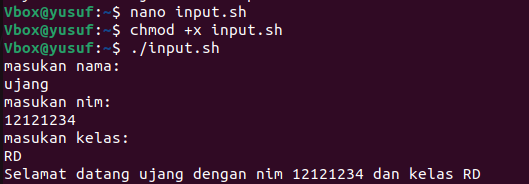 Vbox@yusuf:~$ nano input.sh
Vbox@yusuf:~$ chmod +x input.sh
Vbox@yusuf:~$ ./input.sh
masukan nama:
ujang
masukan nim:
12121234
masukan kelas:
RD
Selamat datang ujang dengan nim 12121234 dan kelas RD